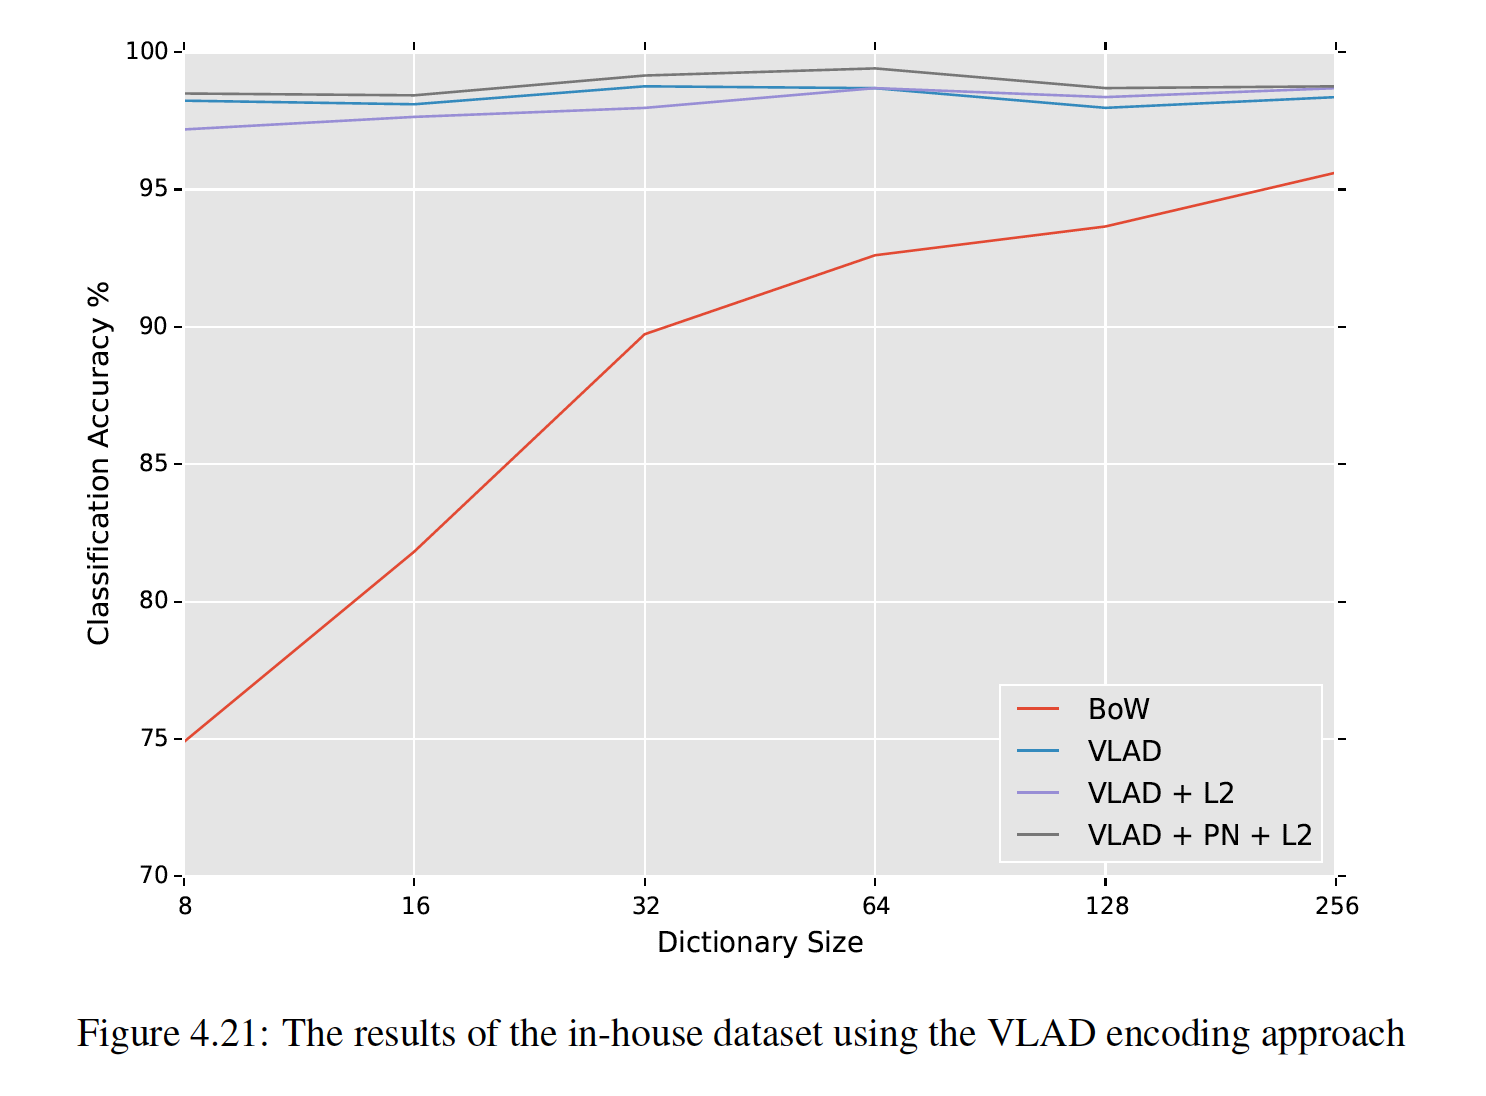 100
95
90
85
80
75
70
Classification Accuracy %
BoW
VLAD
VLAD + L2
VLAD + PN + L2
8 16 32 64 128 256
Dictionary Size
Figure 4.21: The results of the in-house dataset using the VLAD encoding approach